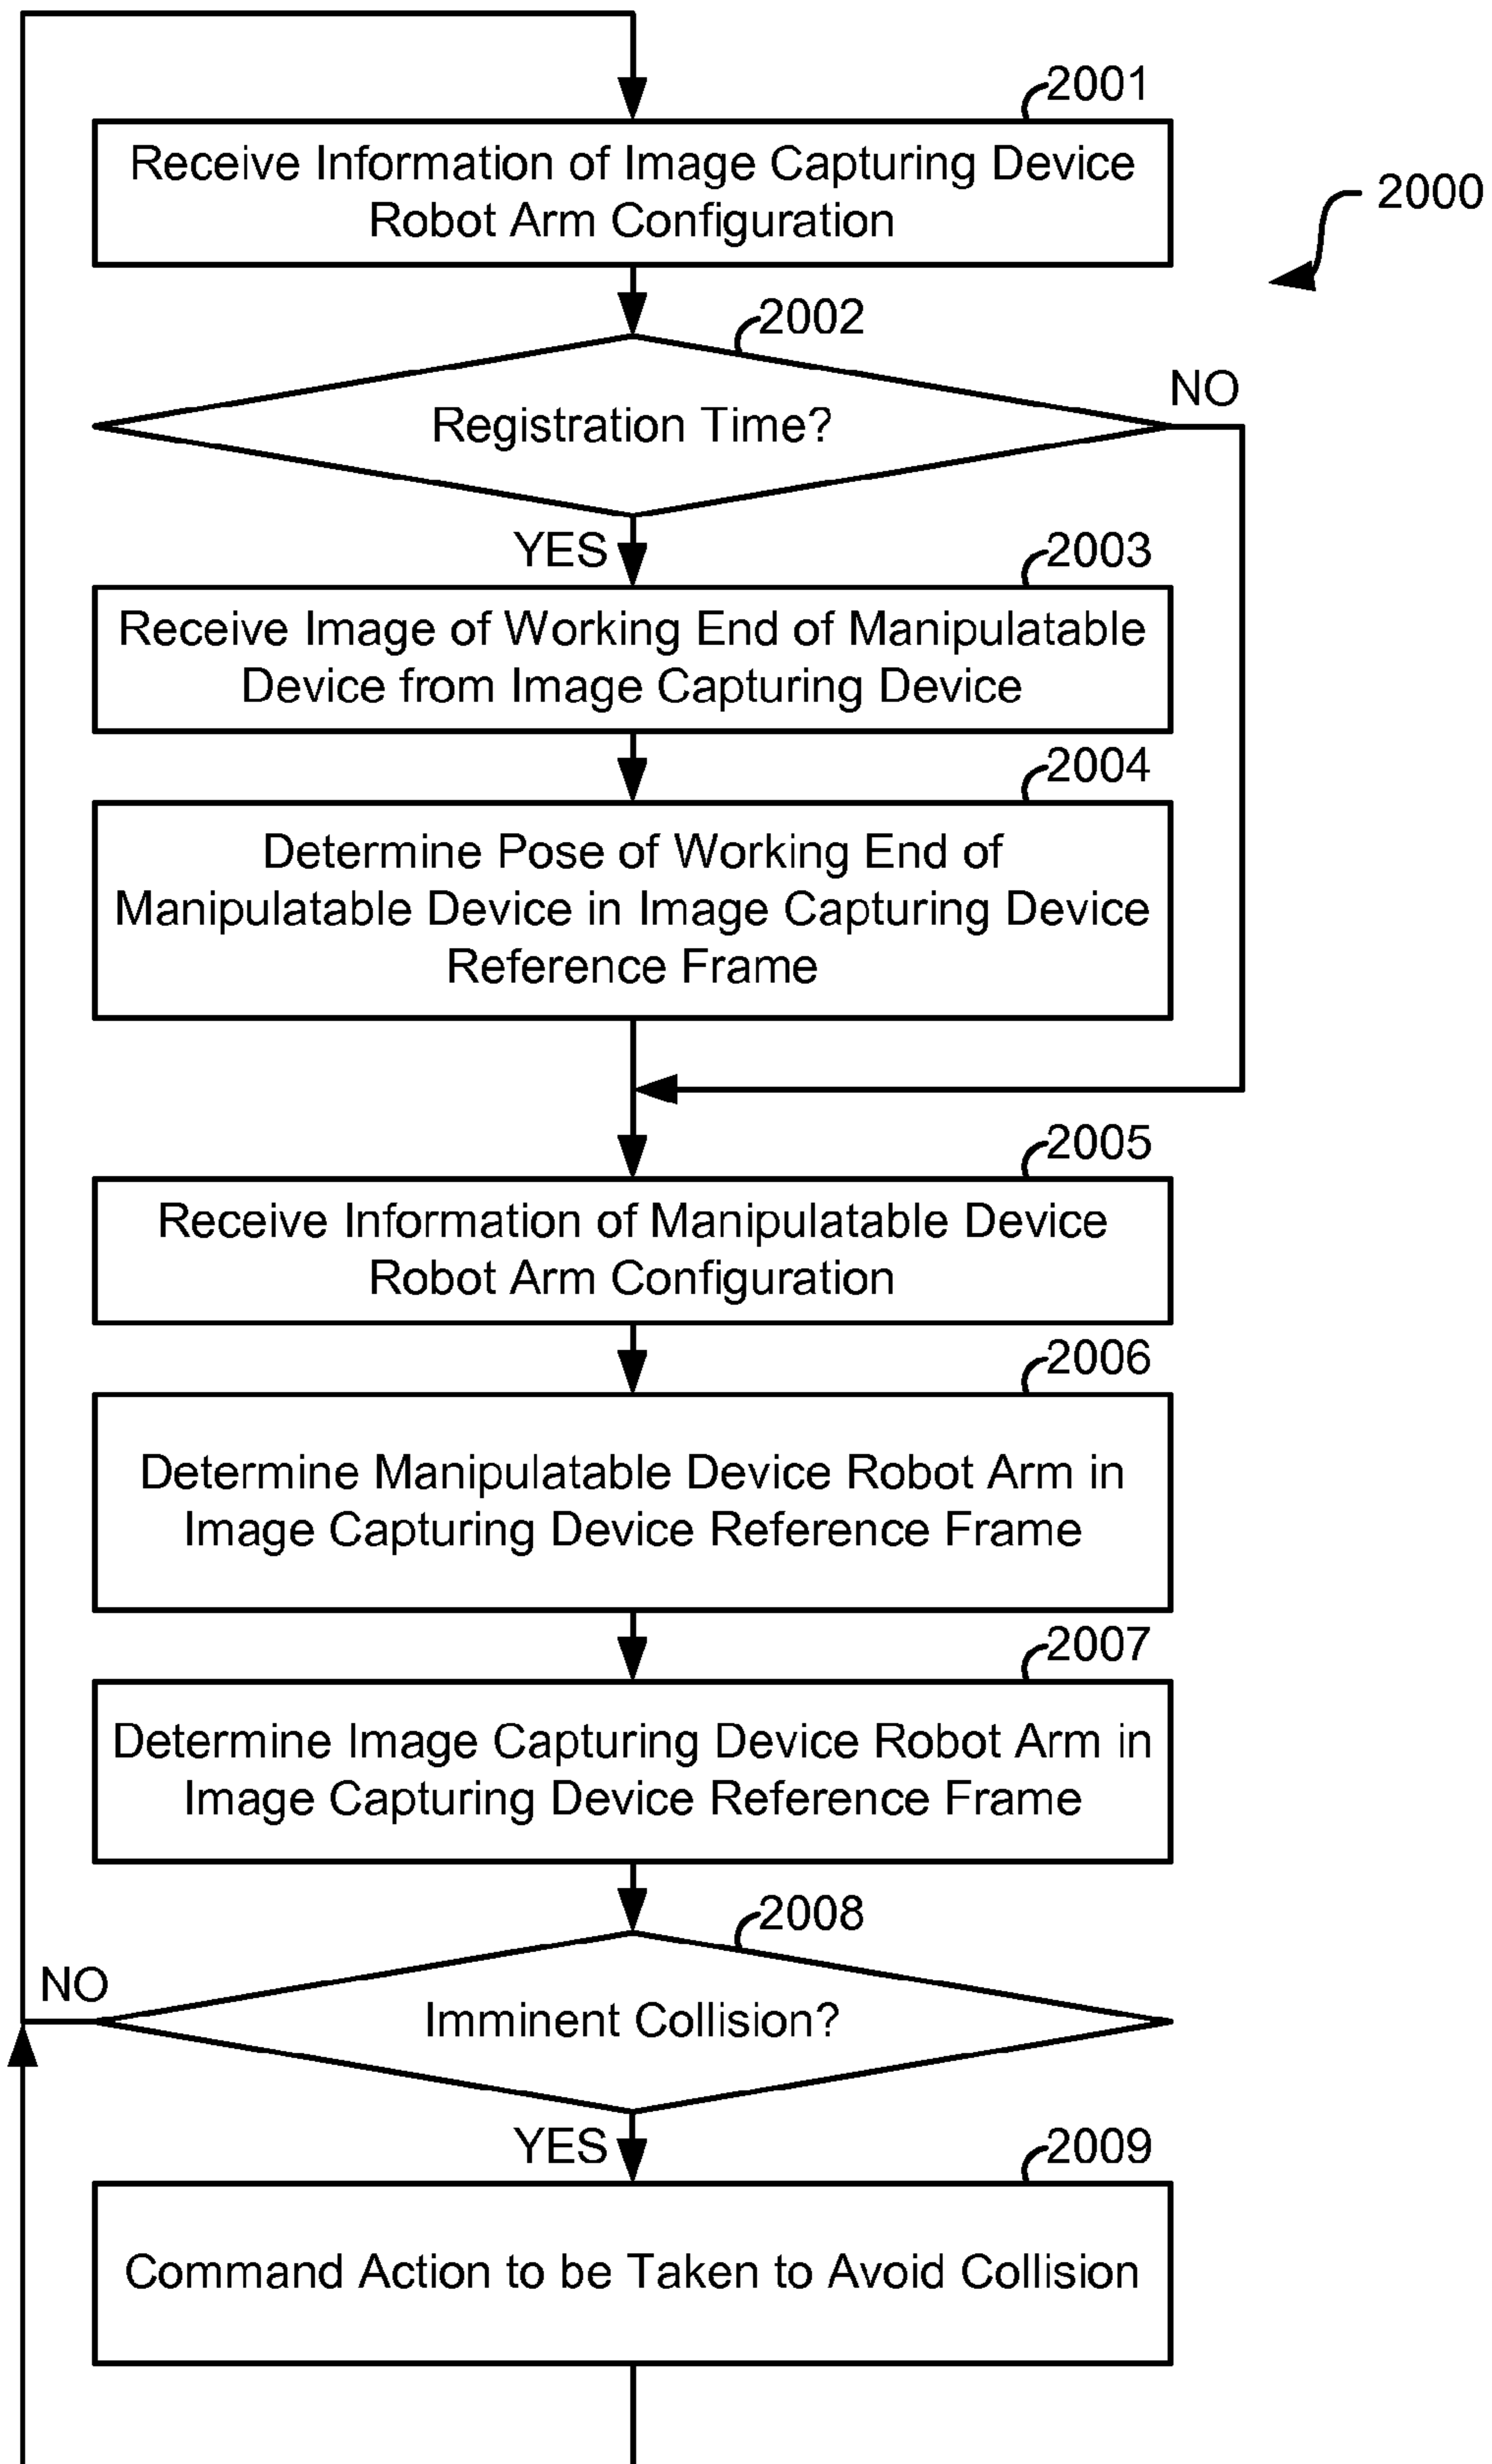 2001
Receive Information of Image Capturing Device
Robot Arm Configuration
2000
2002
Registration Time?
NO
YES
2003
Receive Image of Working End of Manipulatable
Device from Image Capturing Device
2004
Determine Pose of Working End of
Manipulatable Device in Image Capturing Device
Reference Frame
2005
Receive Information of Manipulatable Device
Robot Arm Configuration
2006
Determine Manipulatable Device Robot Arm in
Image Capturing Device Reference Frame
2007
Determine Image Capturing Device Robot Arm in
Image Capturing Device Reference Frame
2008
NO
Imminent Collision?
YES
2009
Command Action to be Taken to Avoid Collision